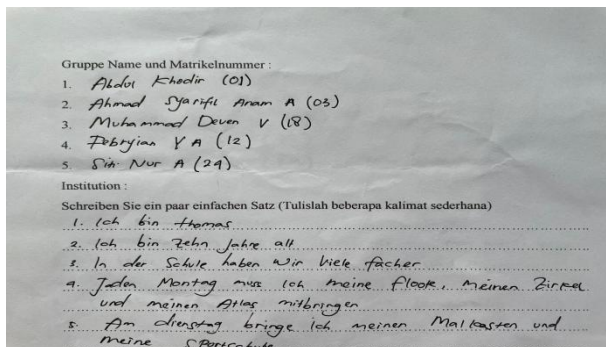 Gruppe Name und Matrikelnummer :
1. Abdul Khodir (01)
2. Ahmad Syariful Anam A (03)
3. Muhammad Deven V (18)
4. Febryian Y A (12)
5. Siti Nur A (24)
Institution :
Schreiben Sie ein paar einfachen Satz (Tulislah beberapa kalimat sederhana)
1. Ich bin thomas
2. Ich bin zehn Jahre alt
3. In der Schule haben wir viele fächer
4. Jeden Montag muss ich meine flöote, meinen Zirkel
und meinen Atlas mitbringen
5. Am dienstag bringe ich meinen Malkasten und
meine Sportschuhe